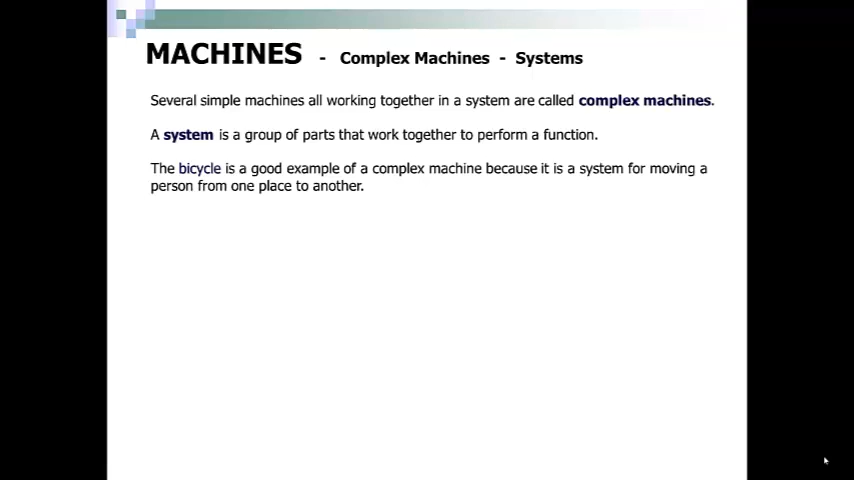 MACHINES - Complex Machines - Systems
Several simple machines all working together in a system are called complex machines.
A system is a group of parts that work together to perform a function.
The bicycle is a good example of a complex machine because it is a system for moving a
person from one place to another.